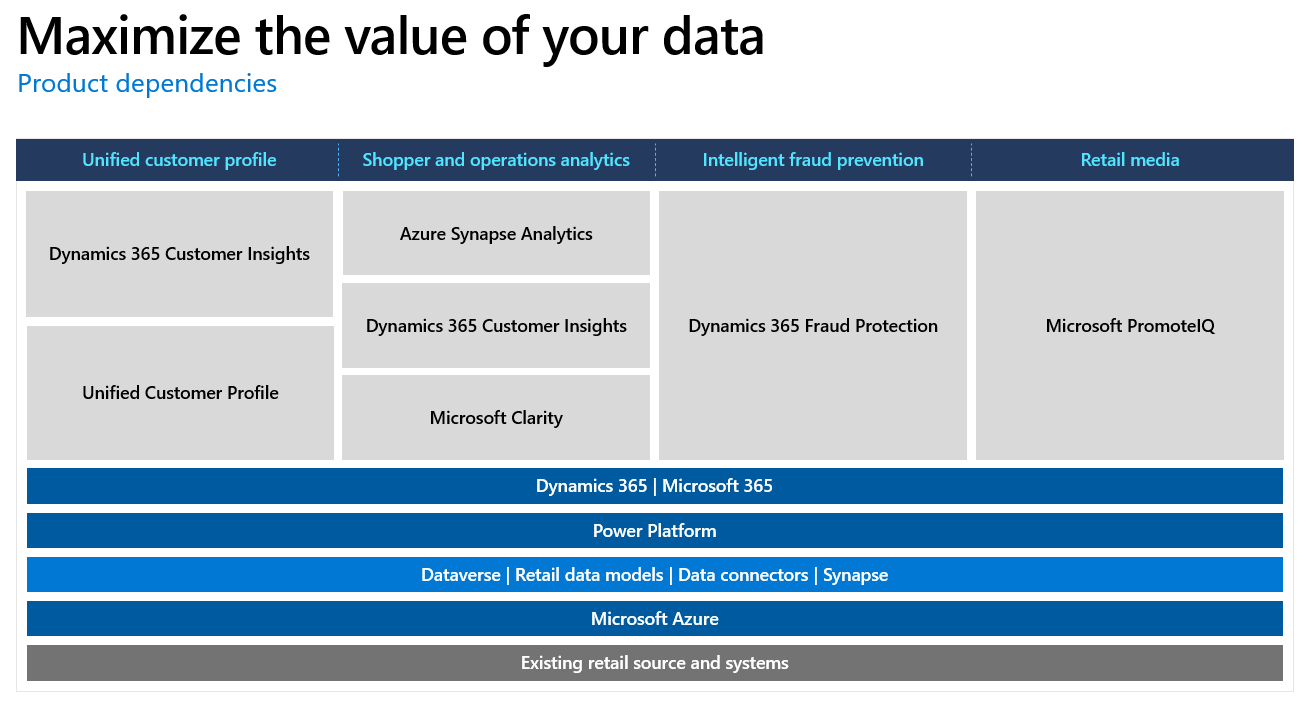 Maximize the value of your data
Product dependencies
Unified customer profile
Shopper and operations analytics
Intelligent fraud prevention
Retail media
Dynamics 365 Customer Insights
Unified Customer Profile
Azure Synapse Analytics
Dynamics 365 Customer Insights
Microsoft Clarity
Dynamics 365 Fraud Protection
Microsoft PromoteIQ
Dynamics 365 | Microsoft 365
Power Platform
Dataverse | Retail data models | Data connectors | Synapse
Microsoft Azure
Existing retail source and systems